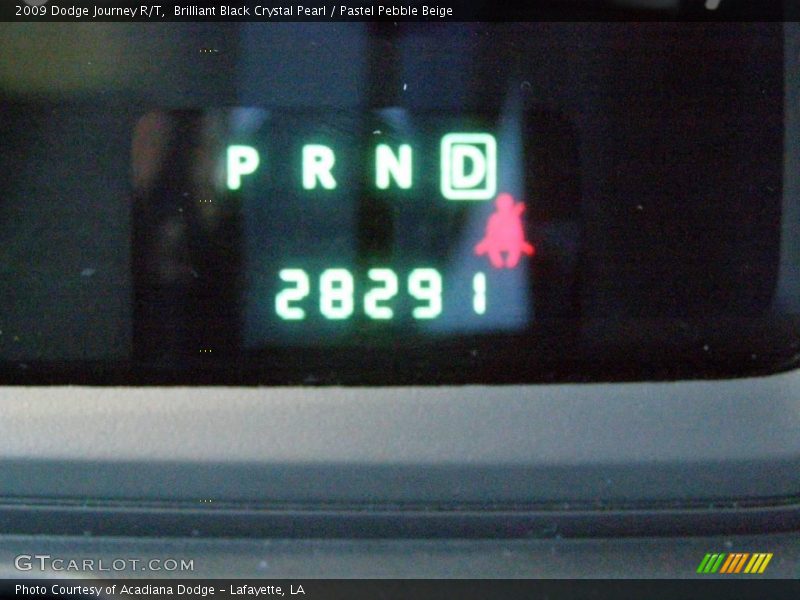 2009 Dodge Journey R/T, Brilliant Black Crystal Pearl / Pastel Pebble Beige
P R N D
28291
GTCARLOT.COM
Photo Courtesy of Acadiana Dodge - Lafayette, LA